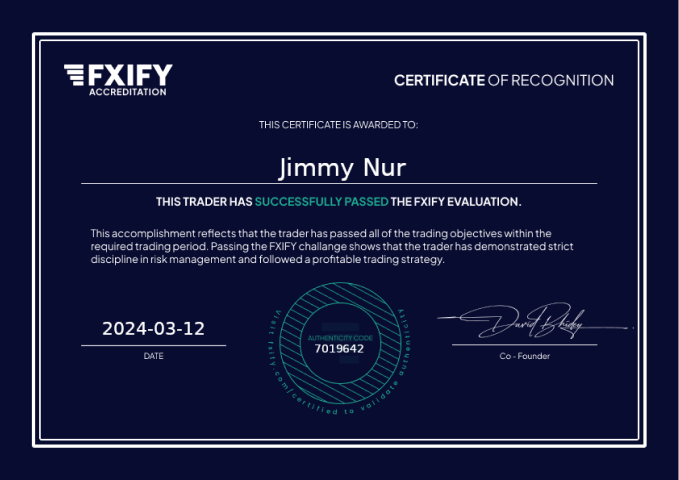 FXIFY
ACCREDITATION
CERTIFICATE OF RECOGNITION
THIS CERTIFICATE IS AWARDED TO:
Jimmy Nur
THIS TRADER HAS SUCCESSFULLY PASSED THE FXIFY EVALUATION.
This accomplishment reflects that the trader has passed all of the trading objectives within the
required trading period. Passing the FXIFY challange shows that the trader has demonstrated strict
discipline in risk management and followed a profitable trading strategy.
2024-03-12
DATE
AUTHENTICITY CODE
7019642
Visit fxify.com/certified to validate authenticity
David Bhidey
Co - Founder